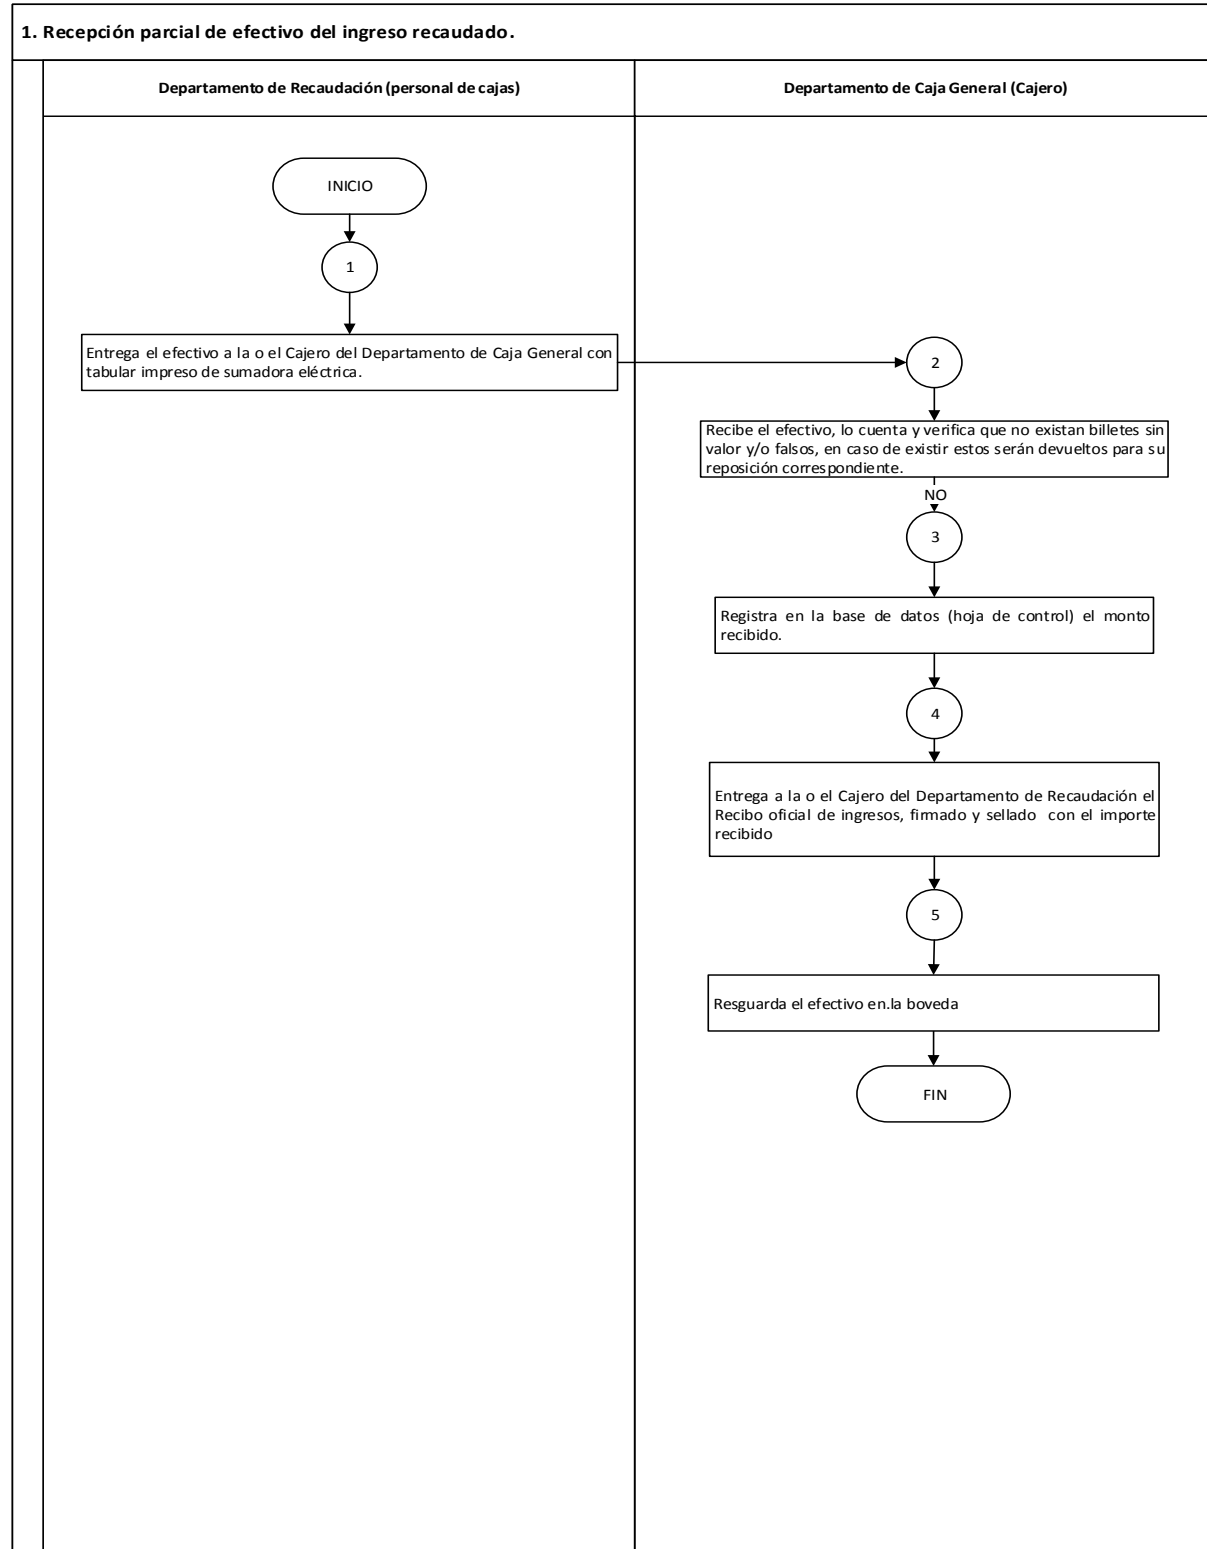 1. Recepción parcial de efectivo del ingreso recaudado.
Departamento de Recaudación (personal de cajas)
Departamento de Caja General (Cajero)
INICIO
1
Entrega el efectivo a la o el Cajero del Departamento de Caja General con
tabular impreso de sumadora eléctrica.
2
Recibe el efectivo, lo cuenta y verifica que no existan billetes sin
valor y/o falsos, en caso de existir estos serán devueltos para su
reposición correspondiente.
NO
3
Registra en la base de datos (hoja de control) el monto
recibido.
4
Entrega a la o el Cajero del Departamento de Recaudación el
Recibo oficial de ingresos, firmado y sellado con el importe
recibido
5
Resguarda el efectivo en.la boveda
FIN